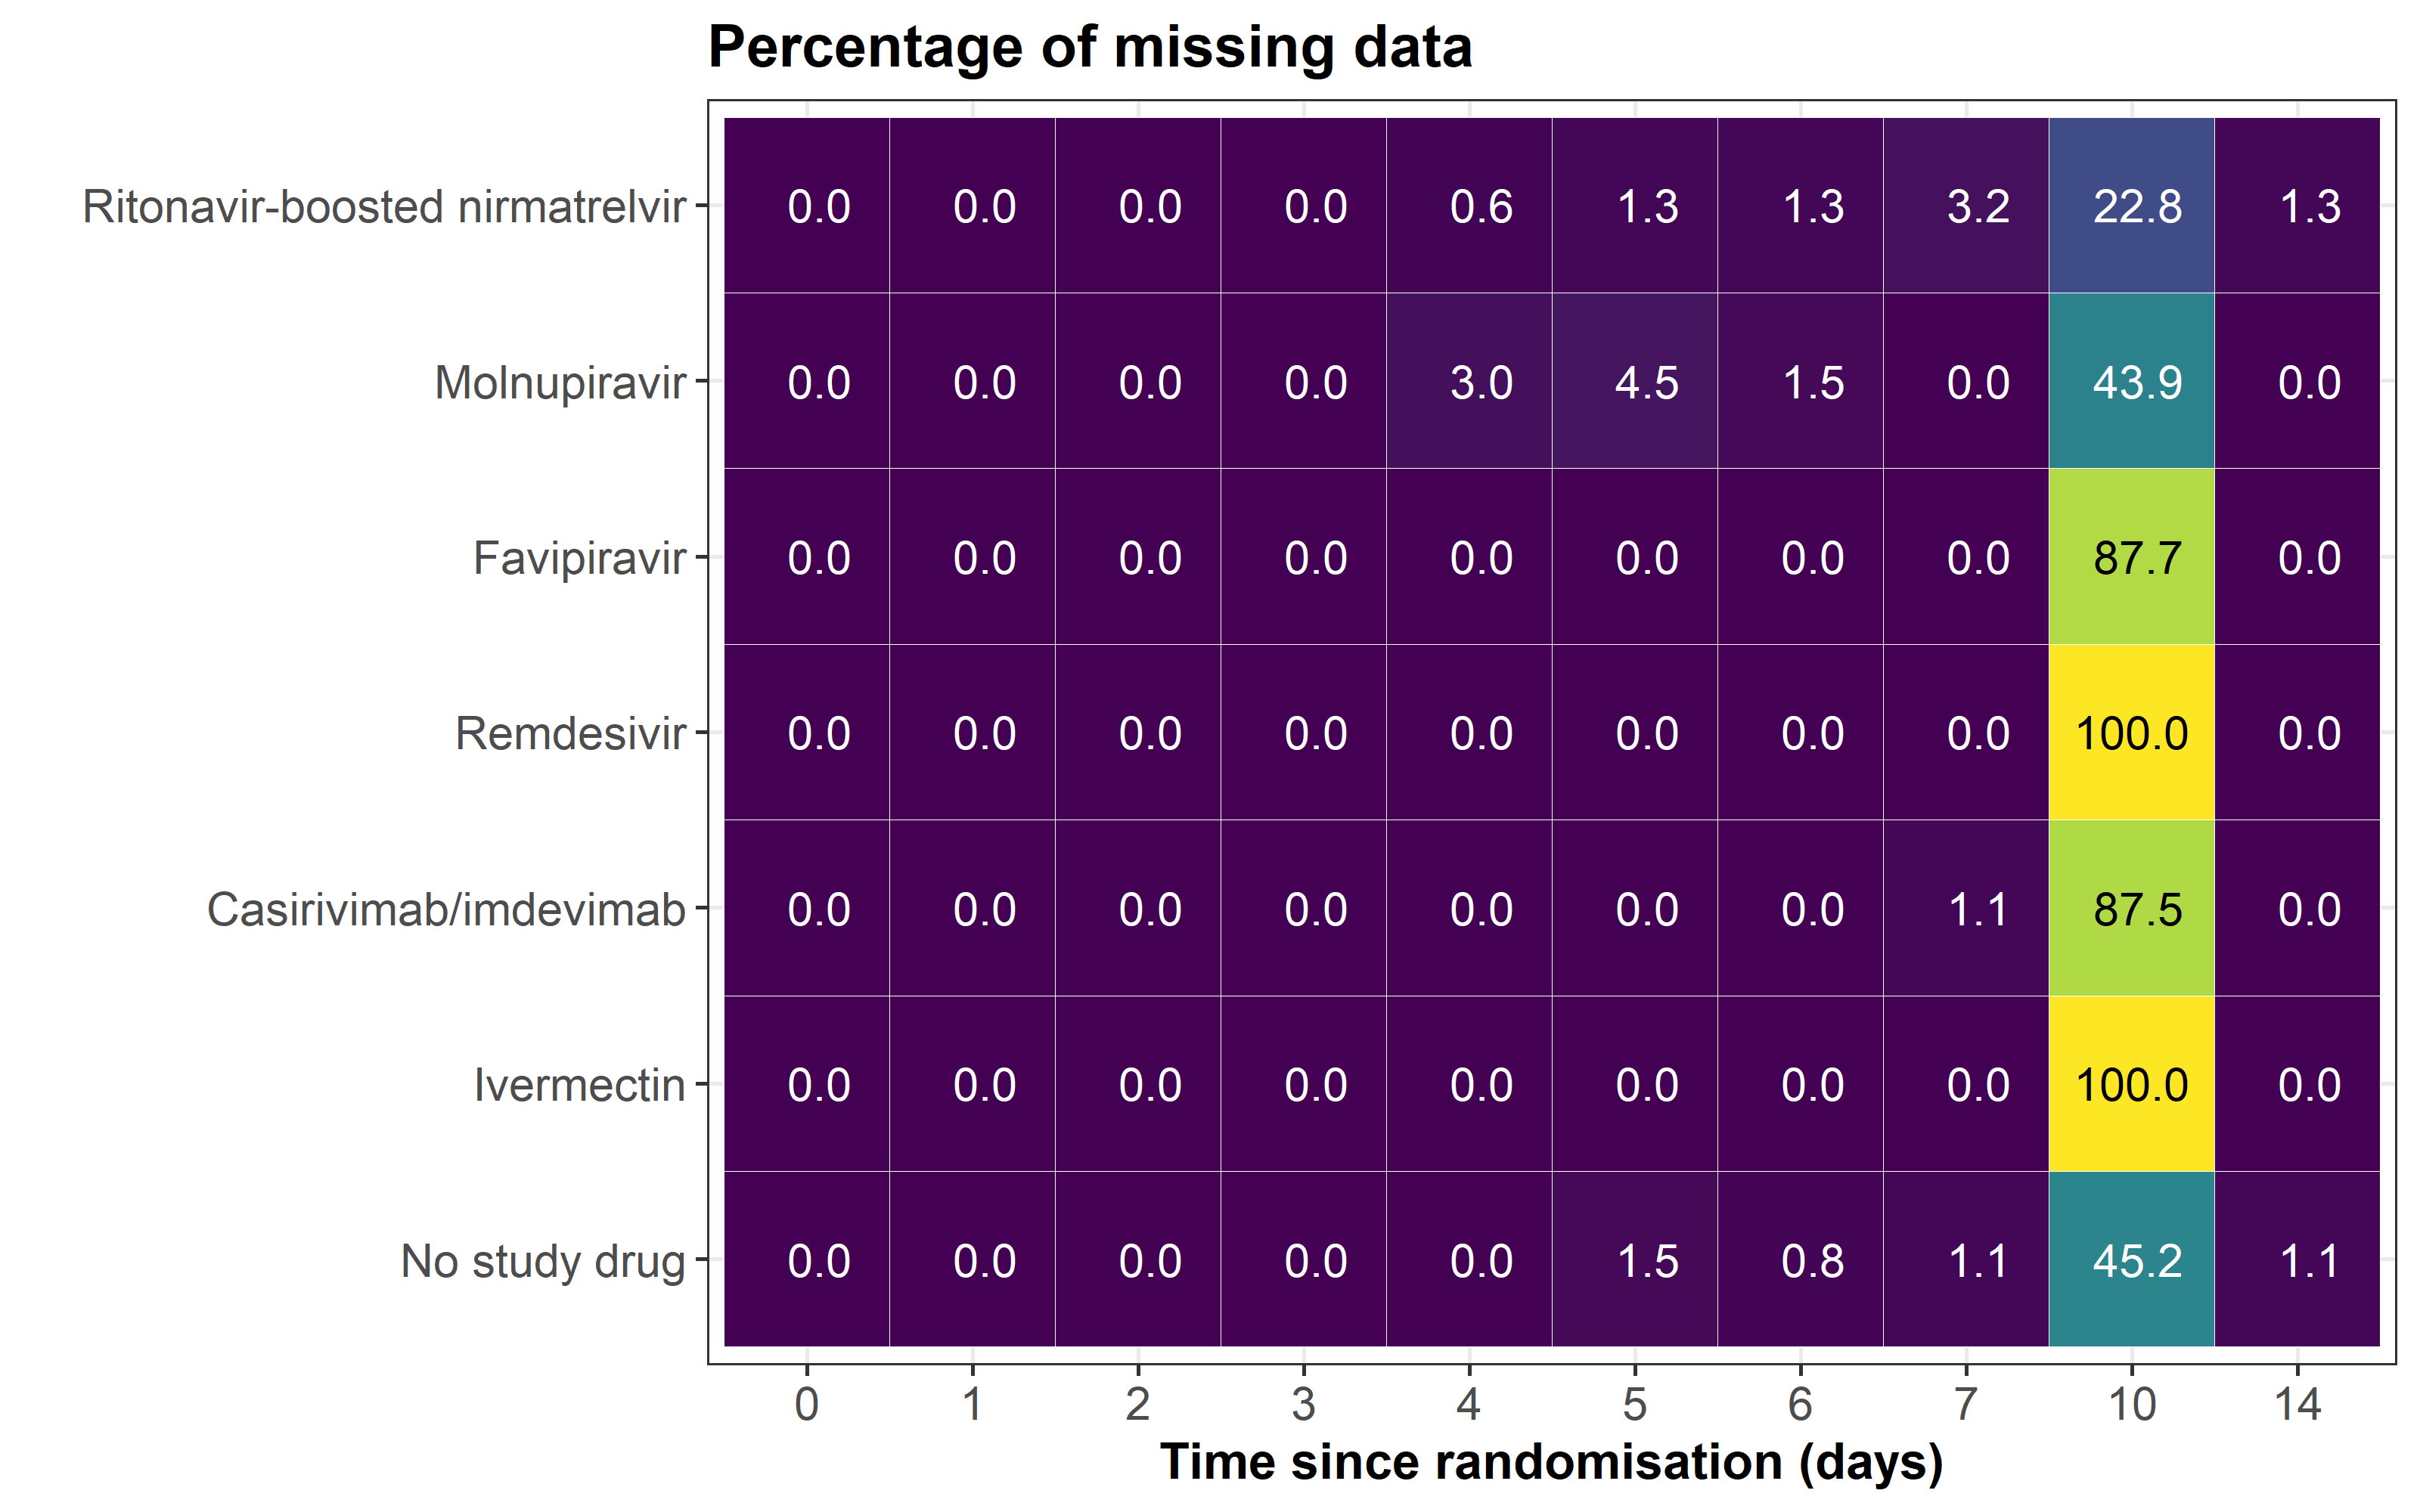 Percentage of missing data
Ritonavir-boosted nirmatrelvir 0.0 0.0 0.0 0.0 0.6 1.3 1.3 3.2 22.8 1.3
Molnupiravir 0.0 0.0 0.0 0.0 3.0 4.5 1.5 0.0 43.9 0.0
Favipiravir 0.0 0.0 0.0 0.0 0.0 0.0 0.0 0.0 87.7 0.0
Remdesivir 0.0 0.0 0.0 0.0 0.0 0.0 0.0 0.0 100.0 0.0
Casirivimab/imdevimab 0.0 0.0 0.0 0.0 0.0 0.0 0.0 1.1 87.5 0.0
Ivermectin 0.0 0.0 0.0 0.0 0.0 0.0 0.0 0.0 100.0 0.0
No study drug 0.0 0.0 0.0 0.0 0.0 1.5 0.8 1.1 45.2 1.1
0 1 2 3 4 5 6 7 10 14
Time since randomisation (days)